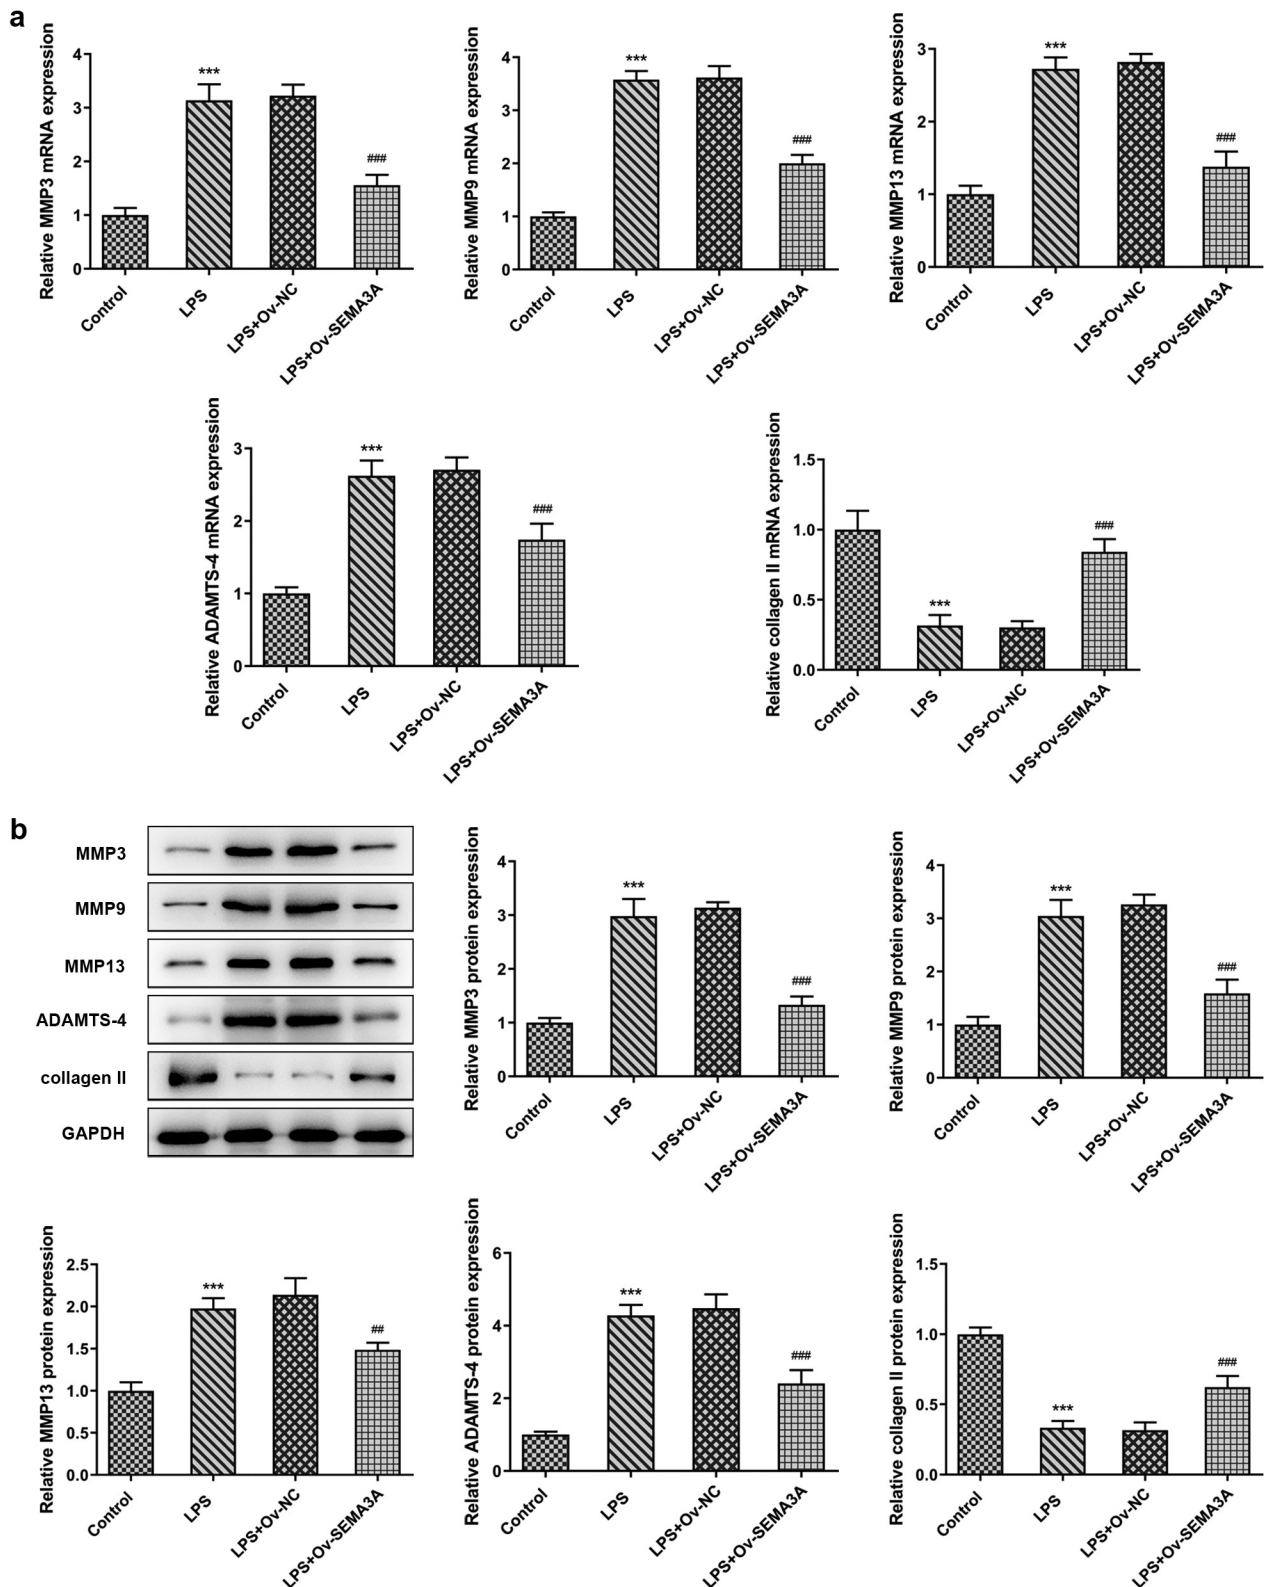 a
Relative MMP3 mRNA expression
4
3
2
1
0
***
###
Control
LPS
LPS+Ov-NC
LPS+Ov-SEMA3A
Relative MMP9 mRNA expression
4
3
2
1
0
***
###
Control
LPS
LPS+Ov-NC
LPS+Ov-SEMA3A
Relative MMP13 mRNA expression
3
2
1
0
***
###
Control
LPS
LPS+Ov-NC
LPS+Ov-SEMA3A
Relative ADAMTS-4 mRNA expression
3
2
1
0
***
###
Control
LPS
LPS+Ov-NC
LPS+Ov-SEMA3A
Relative collagen II mRNA expression
1.5
1.0
0.5
0.0
***
###
Control
LPS
LPS+Ov-NC
LPS+Ov-SEMA3A
b
MMP3
MMP9
MMP13
ADAMTS-4
collagen II
GAPDH
Relative MMP3 protein expression
4
3
2
1
0
***
###
Control
LPS
LPS+Ov-NC
LPS+Ov-SEMA3A
Relative MMP9 protein expression
4
3
2
1
0
***
###
Control
LPS
LPS+Ov-NC
LPS+Ov-SEMA3A
Relative MMP13 protein expression
2.5
2.0
1.5
1.0
0.5
0.0
***
##
Control
LPS
LPS+Ov-NC
LPS+Ov-SEMA3A
Relative ADAMTS-4 protein expression
6
4
2
0
***
###
Control
LPS
LPS+Ov-NC
LPS+Ov-SEMA3A
Relative collagen II protein expression
1.5
1.0
0.5
0.0
***
###
Control
LPS
LPS+Ov-NC
LPS+Ov-SEMA3A